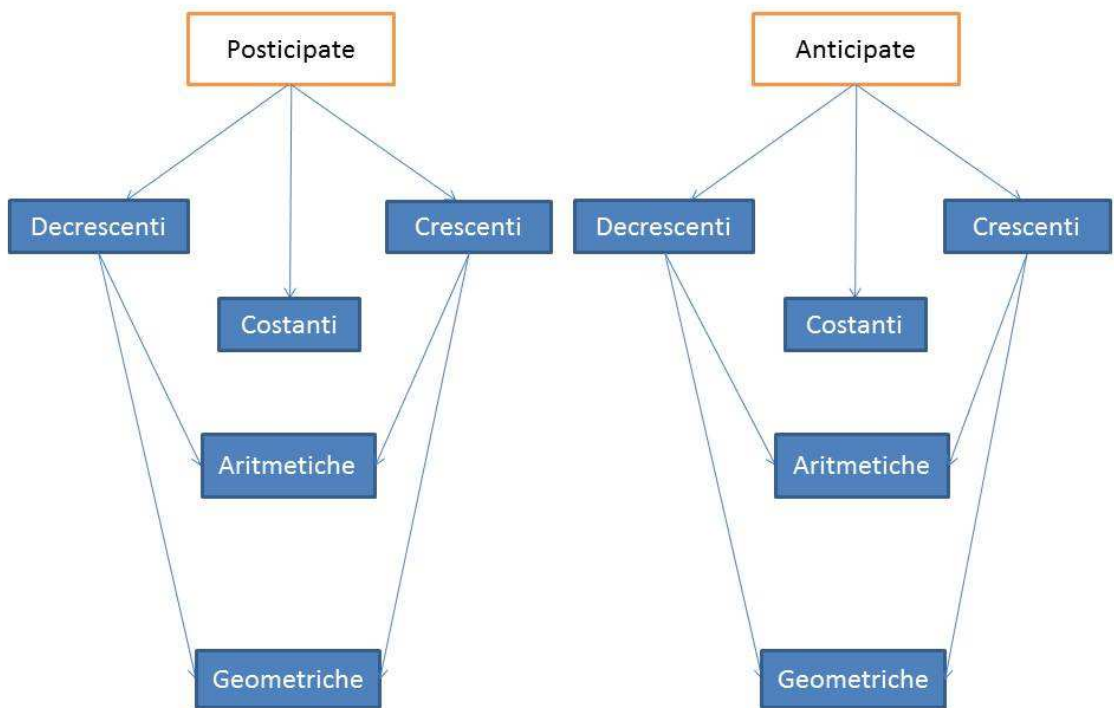 Posticipate
Anticipate
Decrescenti
Crescenti
Decrescenti
Crescenti
Costanti
Costanti
Aritmetiche
Aritmetiche
Geometriche
Geometriche